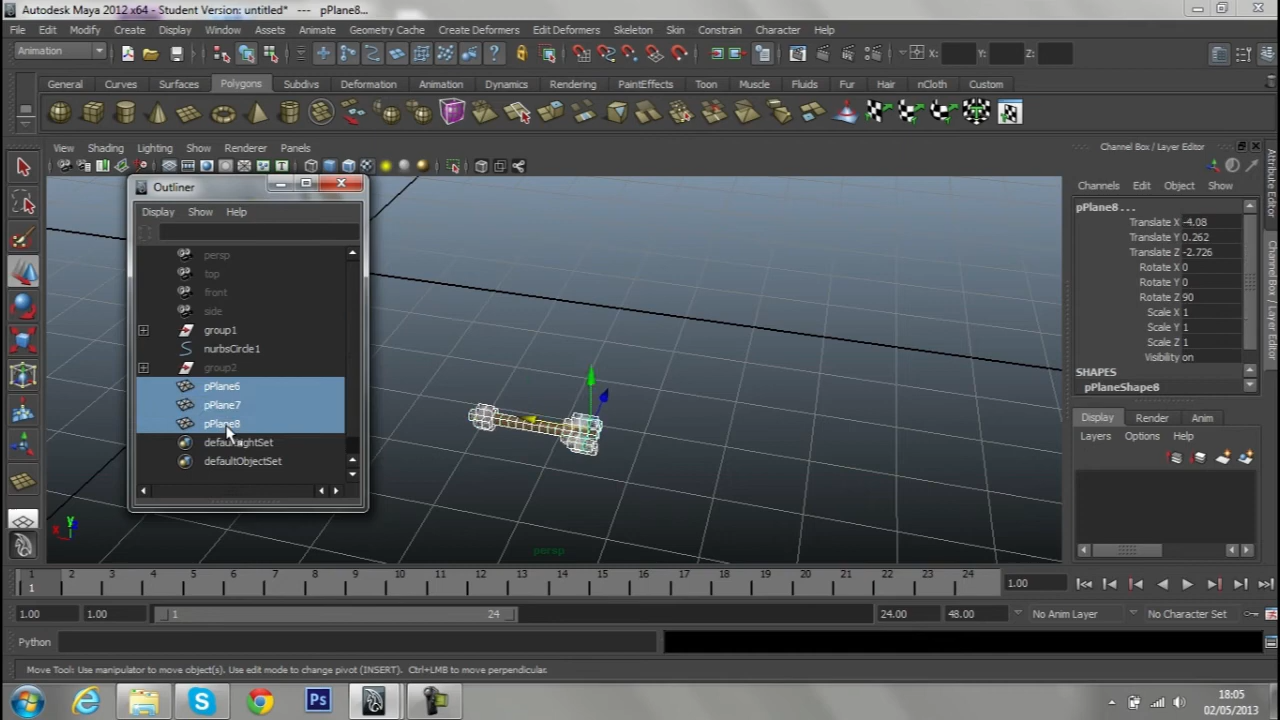 Autodesk Maya 2012 x64 - Student Version: untitled* --- pPlane8...
File Edit Modify Create Display Window Assets Animate Geometry Cache Create Deformers Edit Deformers Skeleton Skin Constrain Character Help
Animation X: Y: Z:
General Curves Surfaces Polygons Subdivs Deformation Animation Dynamics Rendering PaintEffects Toon Muscle Fluids Fur Hair nCloth Custom
View Shading Lighting Show Renderer Panels
Channel Box / Layer Editor
Outliner
Display Show Help
persp
top
front
side
group1
nurbsCircle1
group2
pPlane6
pPlane7
pPlane8
defaultLightSet
defaultObjectSet
y
x
persp
Channels Edit Object Show
pPlane8 . . .
Translate X -4.08
Translate Y 0.262
Translate Z -2.726
Rotate X 0
Rotate Y 0
Rotate Z 90
Scale X 1
Scale Y 1
Scale Z 1
Visibility on
SHAPES
pPlaneShape8
Display Render Anim
Layers Options Help
Attribute Editor
Channel Box / Layer Editor
1 2 3 4 5 6 7 8 9 10 11 12 13 14 15 16 17 18 19 20 21 22 23 24
1
1.00
1.00 1.00 1 24 24.00 48.00 No Anim Layer No Character Set
Python
Move Tool: Use manipulator to move object(s). Use edit mode to change pivot (INSERT). Ctrl+LMB to move perpendicular.
Ps
18:05
02/05/2013